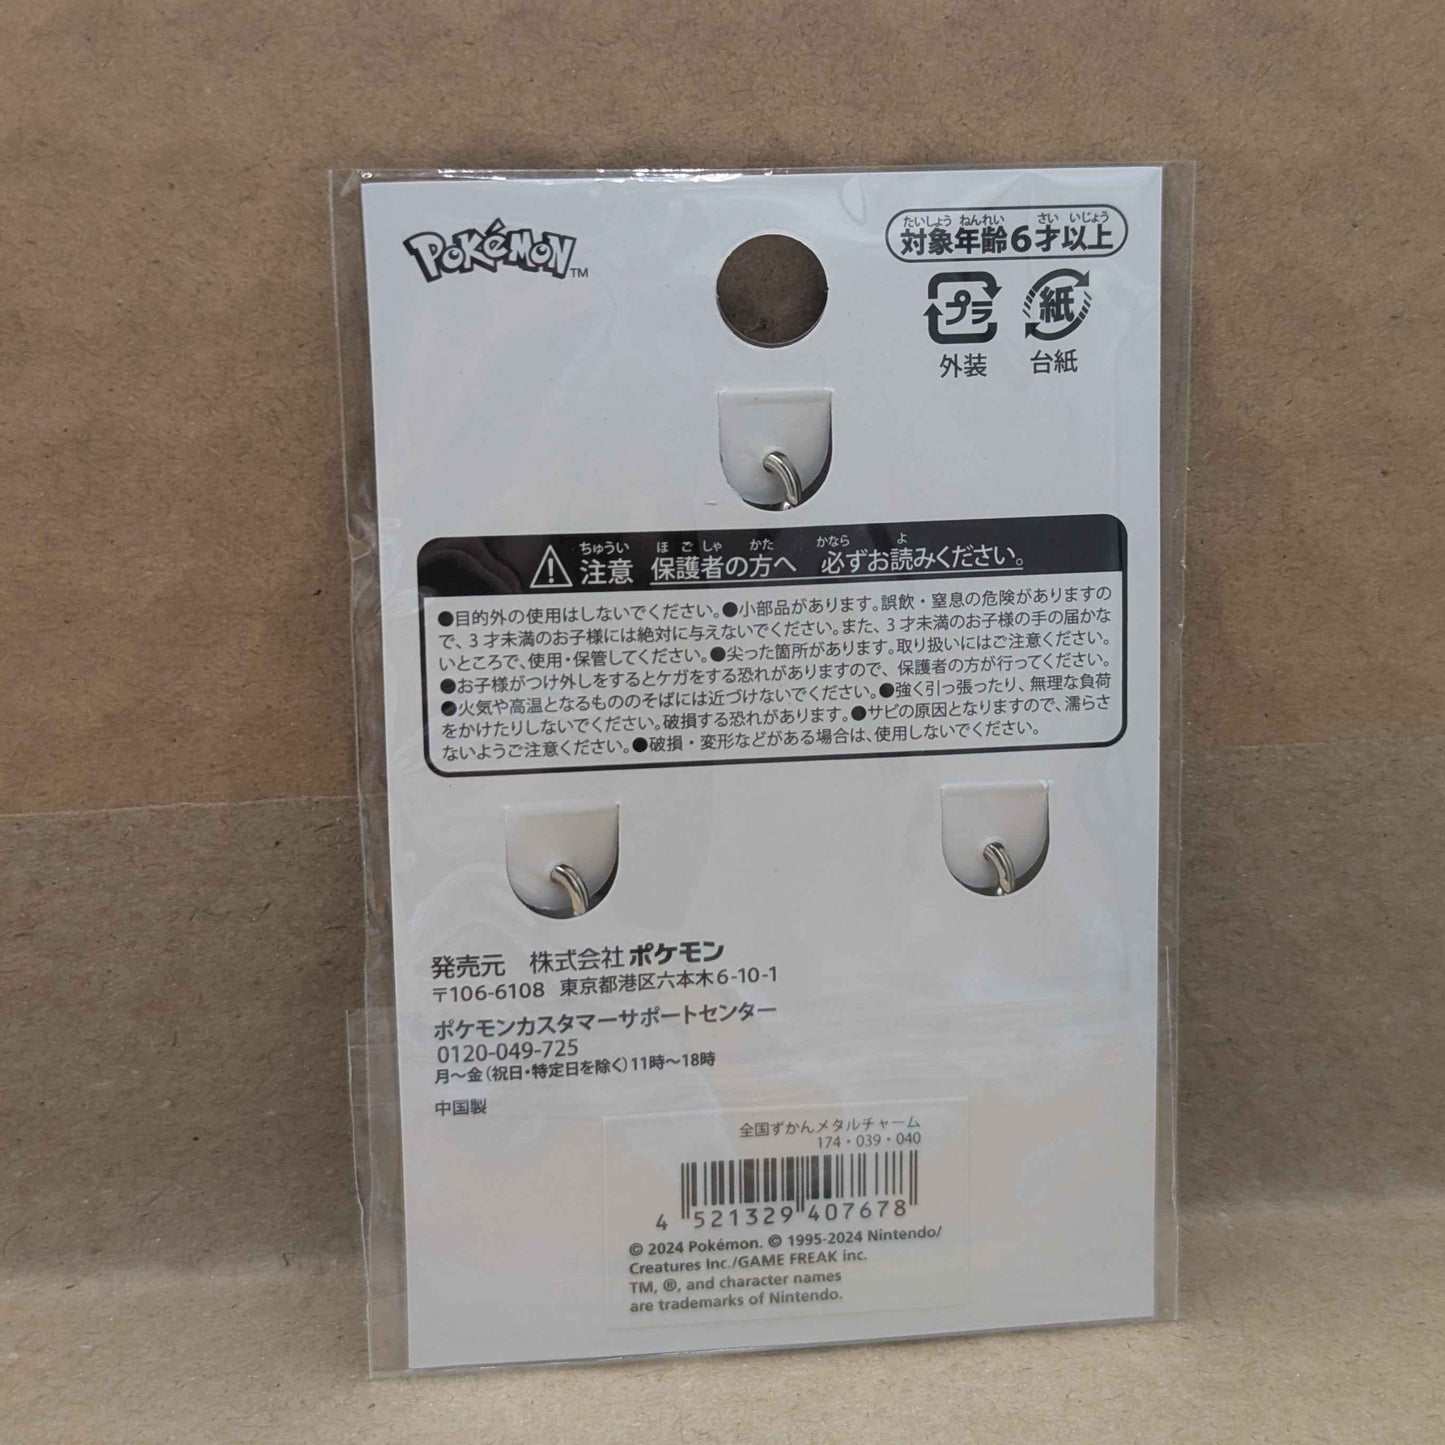 POKéMON™
たいしょう ねんれい さい いじょう
対象年齢6才以上
プラ 紙
外装 台紙
ちゅうい ほごしゃ かた かなら よ
注意 保護者の方へ 必ずお読みください。
●目的外の使用はしないでください。●小部品があります。誤飲・窒息の危険がありますの
で、3才未満のお子様には絶対に与えないでください。また、3才未満のお子様の手の届かな
いところで、使用・保管してください。●尖った箇所があります。取り扱いにはご注意ください。
●お子様がつけ外しをするとケガをする恐れがありますので、保護者の方が行ってください。
●火気や高温となるもののそばには近づけないでください。●強く引っ張ったり、無理な負荷
をかけたりしないでください。破損する恐れがあります。●サビの原因となりますので、濡らさ
ないようご注意ください。●破損・変形などがある場合は、使用しないでください。
発売元 株式会社ポケモン
〒106-6108 東京都港区六本木6-10-1
ポケモンカスタマーサポートセンター
0120-049-725
月～金(祝日・特定日を除く)11時～18時
中国製
全国ずかんメタルチャーム
174・039・040
4 521329 407678
© 2024 Pokémon. © 1995-2024 Nintendo/
Creatures Inc./GAME FREAK inc.
TM, ®, and character names
are trademarks of Nintendo.